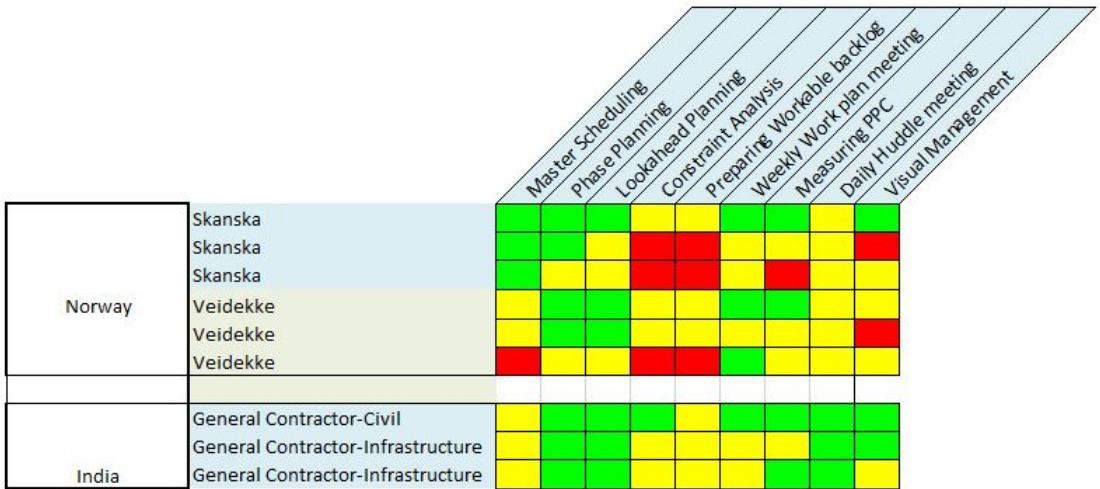 Master Scheduling
Phase Planning
Lookahead Planning
Constraint Analysis
Preparing Workable backlog
Weekly Work plan meeting
Measuring PPC
Daily Huddle meeting
Visual Management
Norway
Skanska
Skanska
Skanska
Veidekke
Veidekke
Veidekke
India
General Contractor-Civil
General Contractor-Infrastructure
General Contractor-Infrastructure